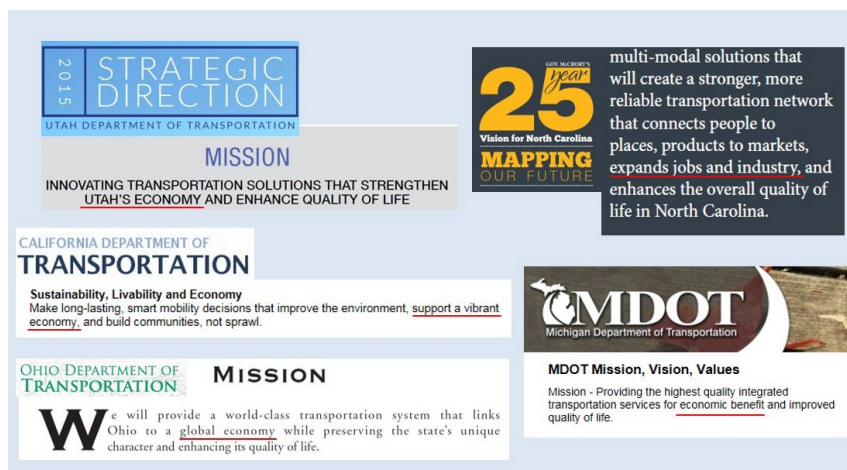 2015
STRATEGIC
DIRECTION
UTAH DEPARTMENT OF TRANSPORTATION
MISSION
INNOVATING TRANSPORTATION SOLUTIONS THAT STRENGTHEN
UTAH'S ECONOMY AND ENHANCE QUALITY OF LIFE
GOV. McCRORY'S
25 year
Vision for North Carolina
MAPPING
OUR FUTURE
multi-modal solutions that
will create a stronger, more
reliable transportation network
that connects people to
places, products to markets,
expands jobs and industry, and
enhances the overall quality of
life in North Carolina.
CALIFORNIA DEPARTMENT OF
TRANSPORTATION
Sustainability, Livability and Economy
Make long-lasting, smart mobility decisions that improve the environment, support a vibrant
economy, and build communities, not sprawl.
MDOT
Michigan Department of Transportation
MDOT Mission, Vision, Values
Mission - Providing the highest quality integrated
transportation services for economic benefit and improved
quality of life.
OHIO DEPARTMENT OF
TRANSPORTATION
MISSION
We will provide a world-class transportation system that links
Ohio to a global economy while preserving the state's unique
character and enhancing its quality of life.